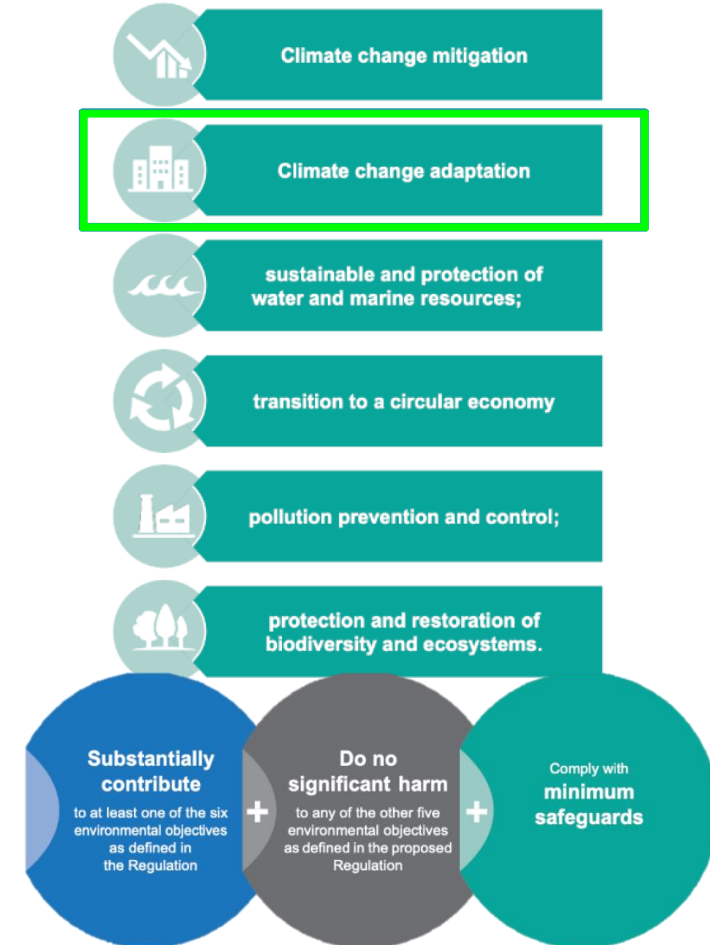 Climate change mitigation
Climate change adaptation
sustainable and protection of
water and marine resources;
transition to a circular economy
pollution prevention and control;
protection and restoration of
biodiversity and ecosystems.
Substantially
contribute
to at least one of the six
environmental objectives
as defined in
the Regulation
+
Do no
significant harm
to any of the other five
environmental objectives
as defined in the proposed
Regulation
+
Comply with
minimum
safeguards